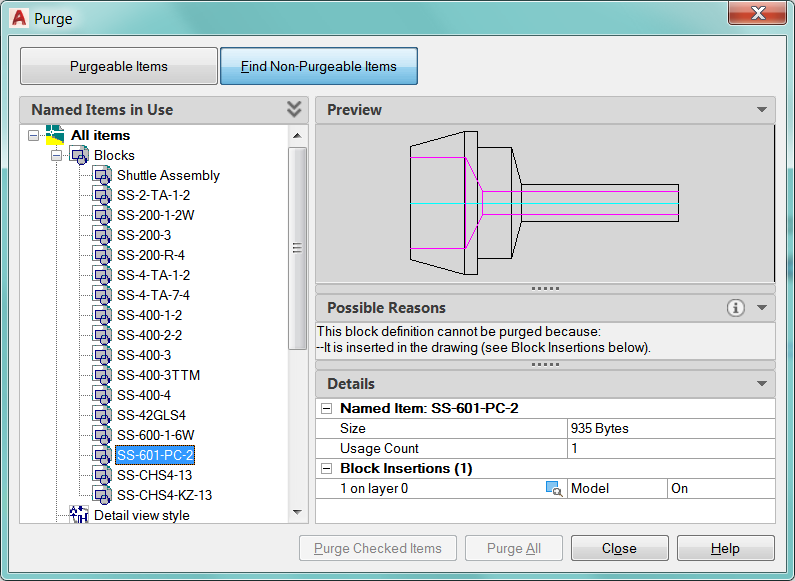 A Purge
Purgeable Items Find Non-Purgeable Items
Named Items in Use
All items
Blocks
Shuttle Assembly
SS-2-TA-1-2
SS-200-1-2W
SS-200-3
SS-200-R-4
SS-4-TA-1-2
SS-4-TA-7-4
SS-400-1-2
SS-400-2-2
SS-400-3
SS-400-3TTM
SS-400-4
SS-42GLS4
SS-600-1-6W
SS-601-PC-2
SS-CHS4-13
SS-CHS4-KZ-13
Detail view style
Preview
Possible Reasons
This block definition cannot be purged because:
--It is inserted in the drawing (see Block Insertions below).
Details
Named Item: SS-601-PC-2
Size 935 Bytes
Usage Count 1
Block Insertions (1)
1 on layer 0 Model On
Purge Checked Items Purge All Close Help